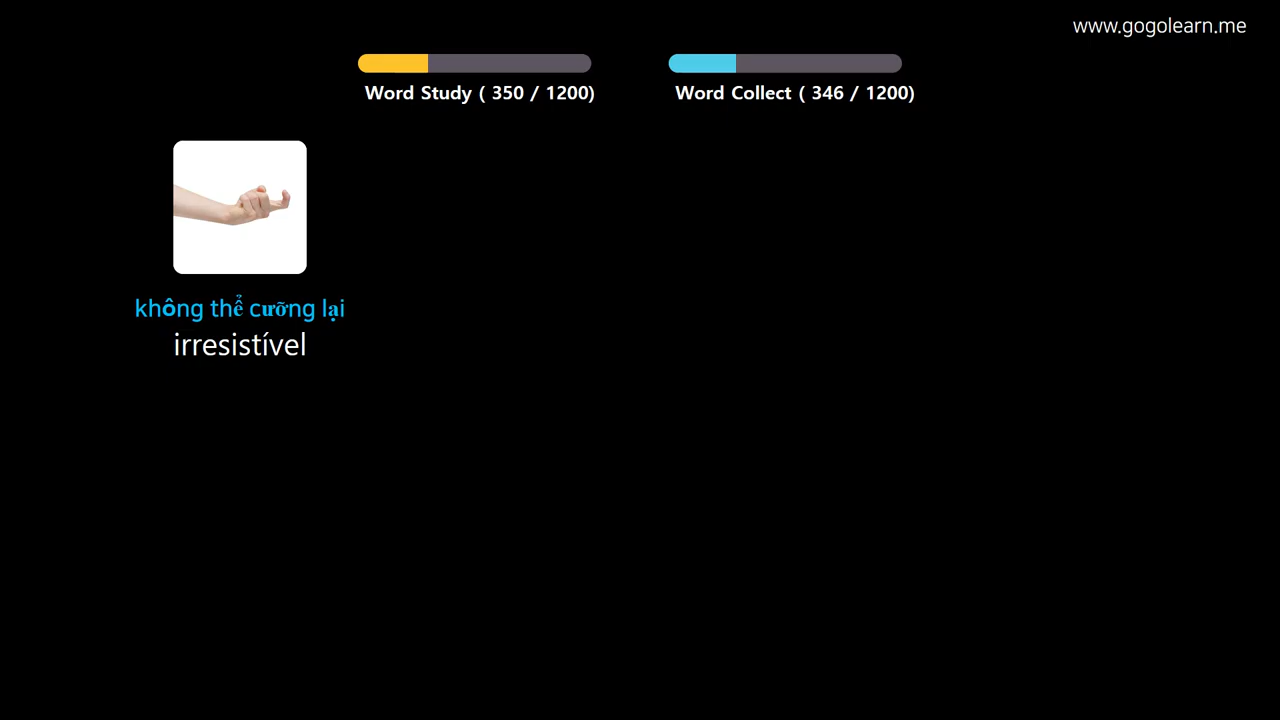 www.gogolearn.me
Word Study ( 350 / 1200)
Word Collect ( 346 / 1200)
không thể cưỡng lại
irresistível